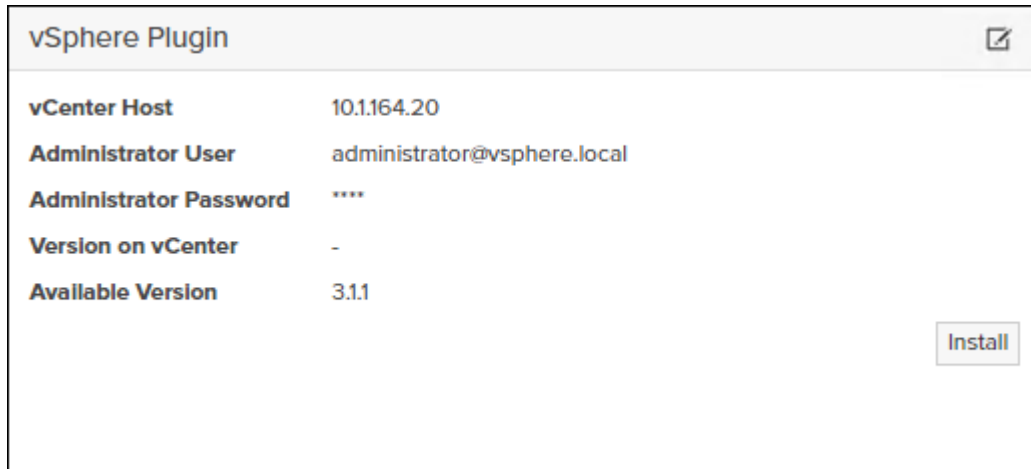 vSphere Plugin
vCenter Host 10.1.164.20
Administrator User administrator@vsphere.local
Administrator Password ****
Version on vCenter -
Available Version 3.1.1
Install